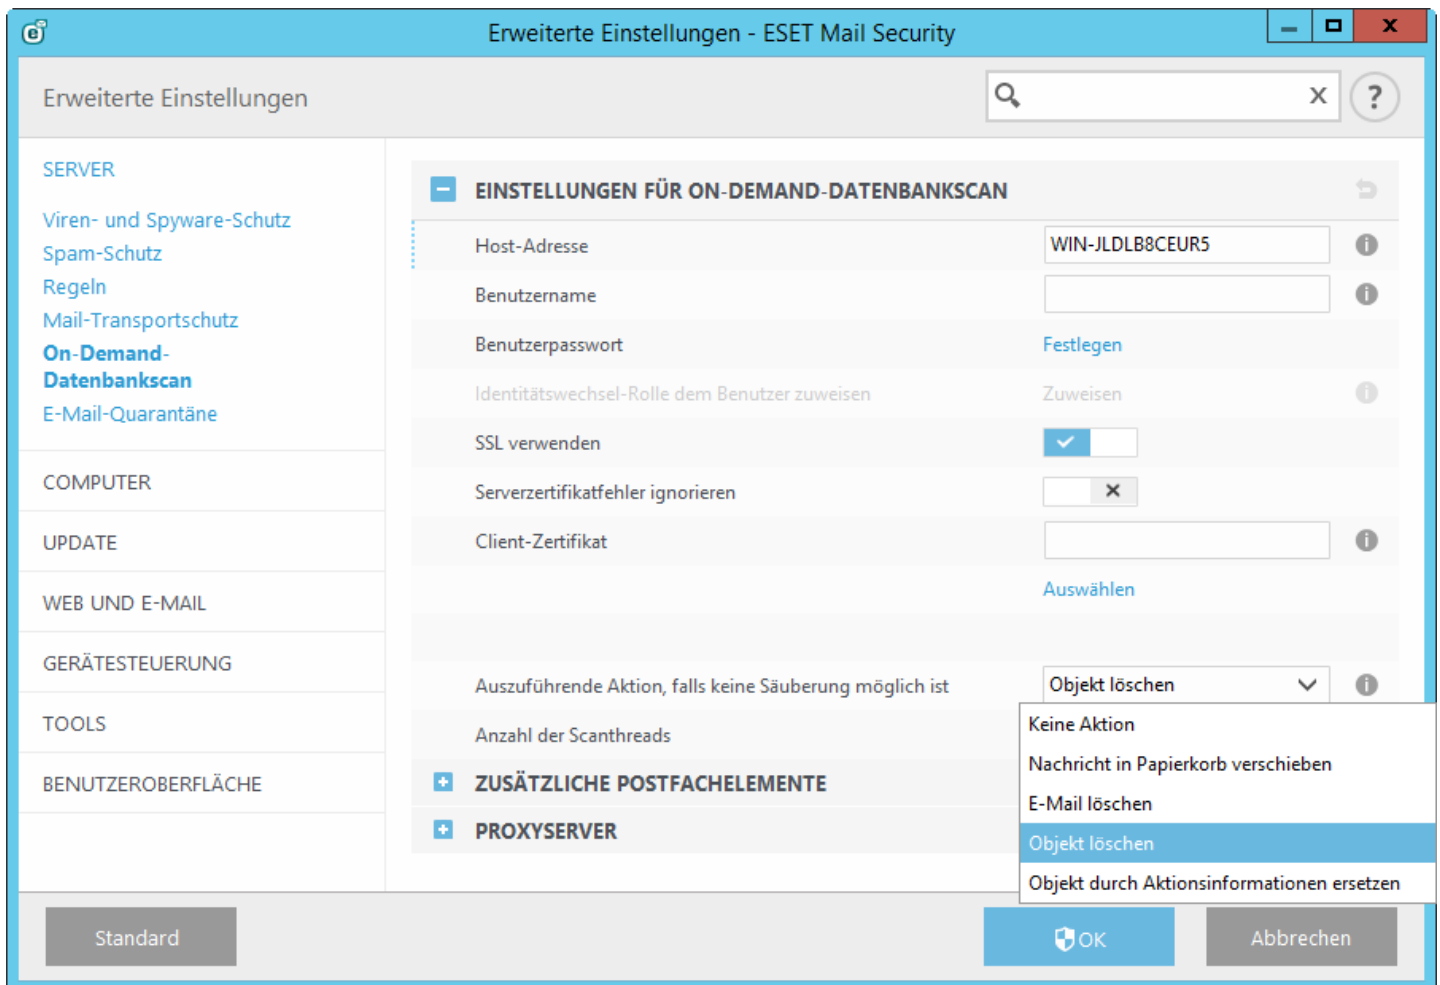 Erweiterte Einstellungen - ESET Mail Security
Erweiterte Einstellungen
SERVER
Viren- und Spyware-Schutz
Spam-Schutz
Regeln
Mail-Transportschutz
On-Demand-
Datenbankscan
E-Mail-Quarantäne
COMPUTER
UPDATE
WEB UND E-MAIL
GERÄTESTEUERUNG
TOOLS
BENUTZEROBERFLÄCHE
EINSTELLUNGEN FÜR ON-DEMAND-DATENBANKSCAN
Host-Adresse WIN-JLDLB8CEUR5
Benutzername
Benutzerpasswort Festlegen
Identitätswechsel-Rolle dem Benutzer zuweisen Zuweisen
SSL verwenden
Serverzertifikatfehler ignorieren
Client-Zertifikat
Auswählen
Auszuführende Aktion, falls keine Säuberung möglich ist Objekt löschen
Anzahl der Scanthreads
Keine Aktion
Nachricht in Papierkorb verschieben
E-Mail löschen
Objekt löschen
Objekt durch Aktionsinformationen ersetzen
ZUSÄTZLICHE POSTFACHELEMENTE
PROXYSERVER
Standard
OK
Abbrechen